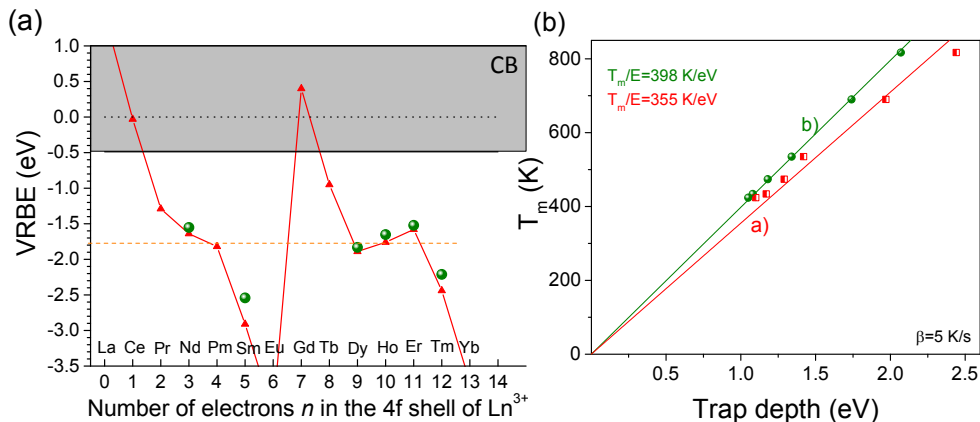 (a)
1.0
0.5
0.0
-0.5
-1.0
-1.5
-2.0
-2.5
-3.0
-3.5
VRBE (eV)
CB
La Ce Pr Nd Pm Sm Eu Gd Tb Dy Ho Er Tm Yb
0 1 2 3 4 5 6 7 8 9 10 11 12 13 14
Number of electrons n in the 4f shell of Ln³⁺
(b)
800
600
400
200
0
Tₘ (K)
Tₘ/E=398 K/eV
Tₘ/E=355 K/eV
b)
a)
β=5 K/s
0.5 1.0 1.5 2.0 2.5
Trap depth (eV)